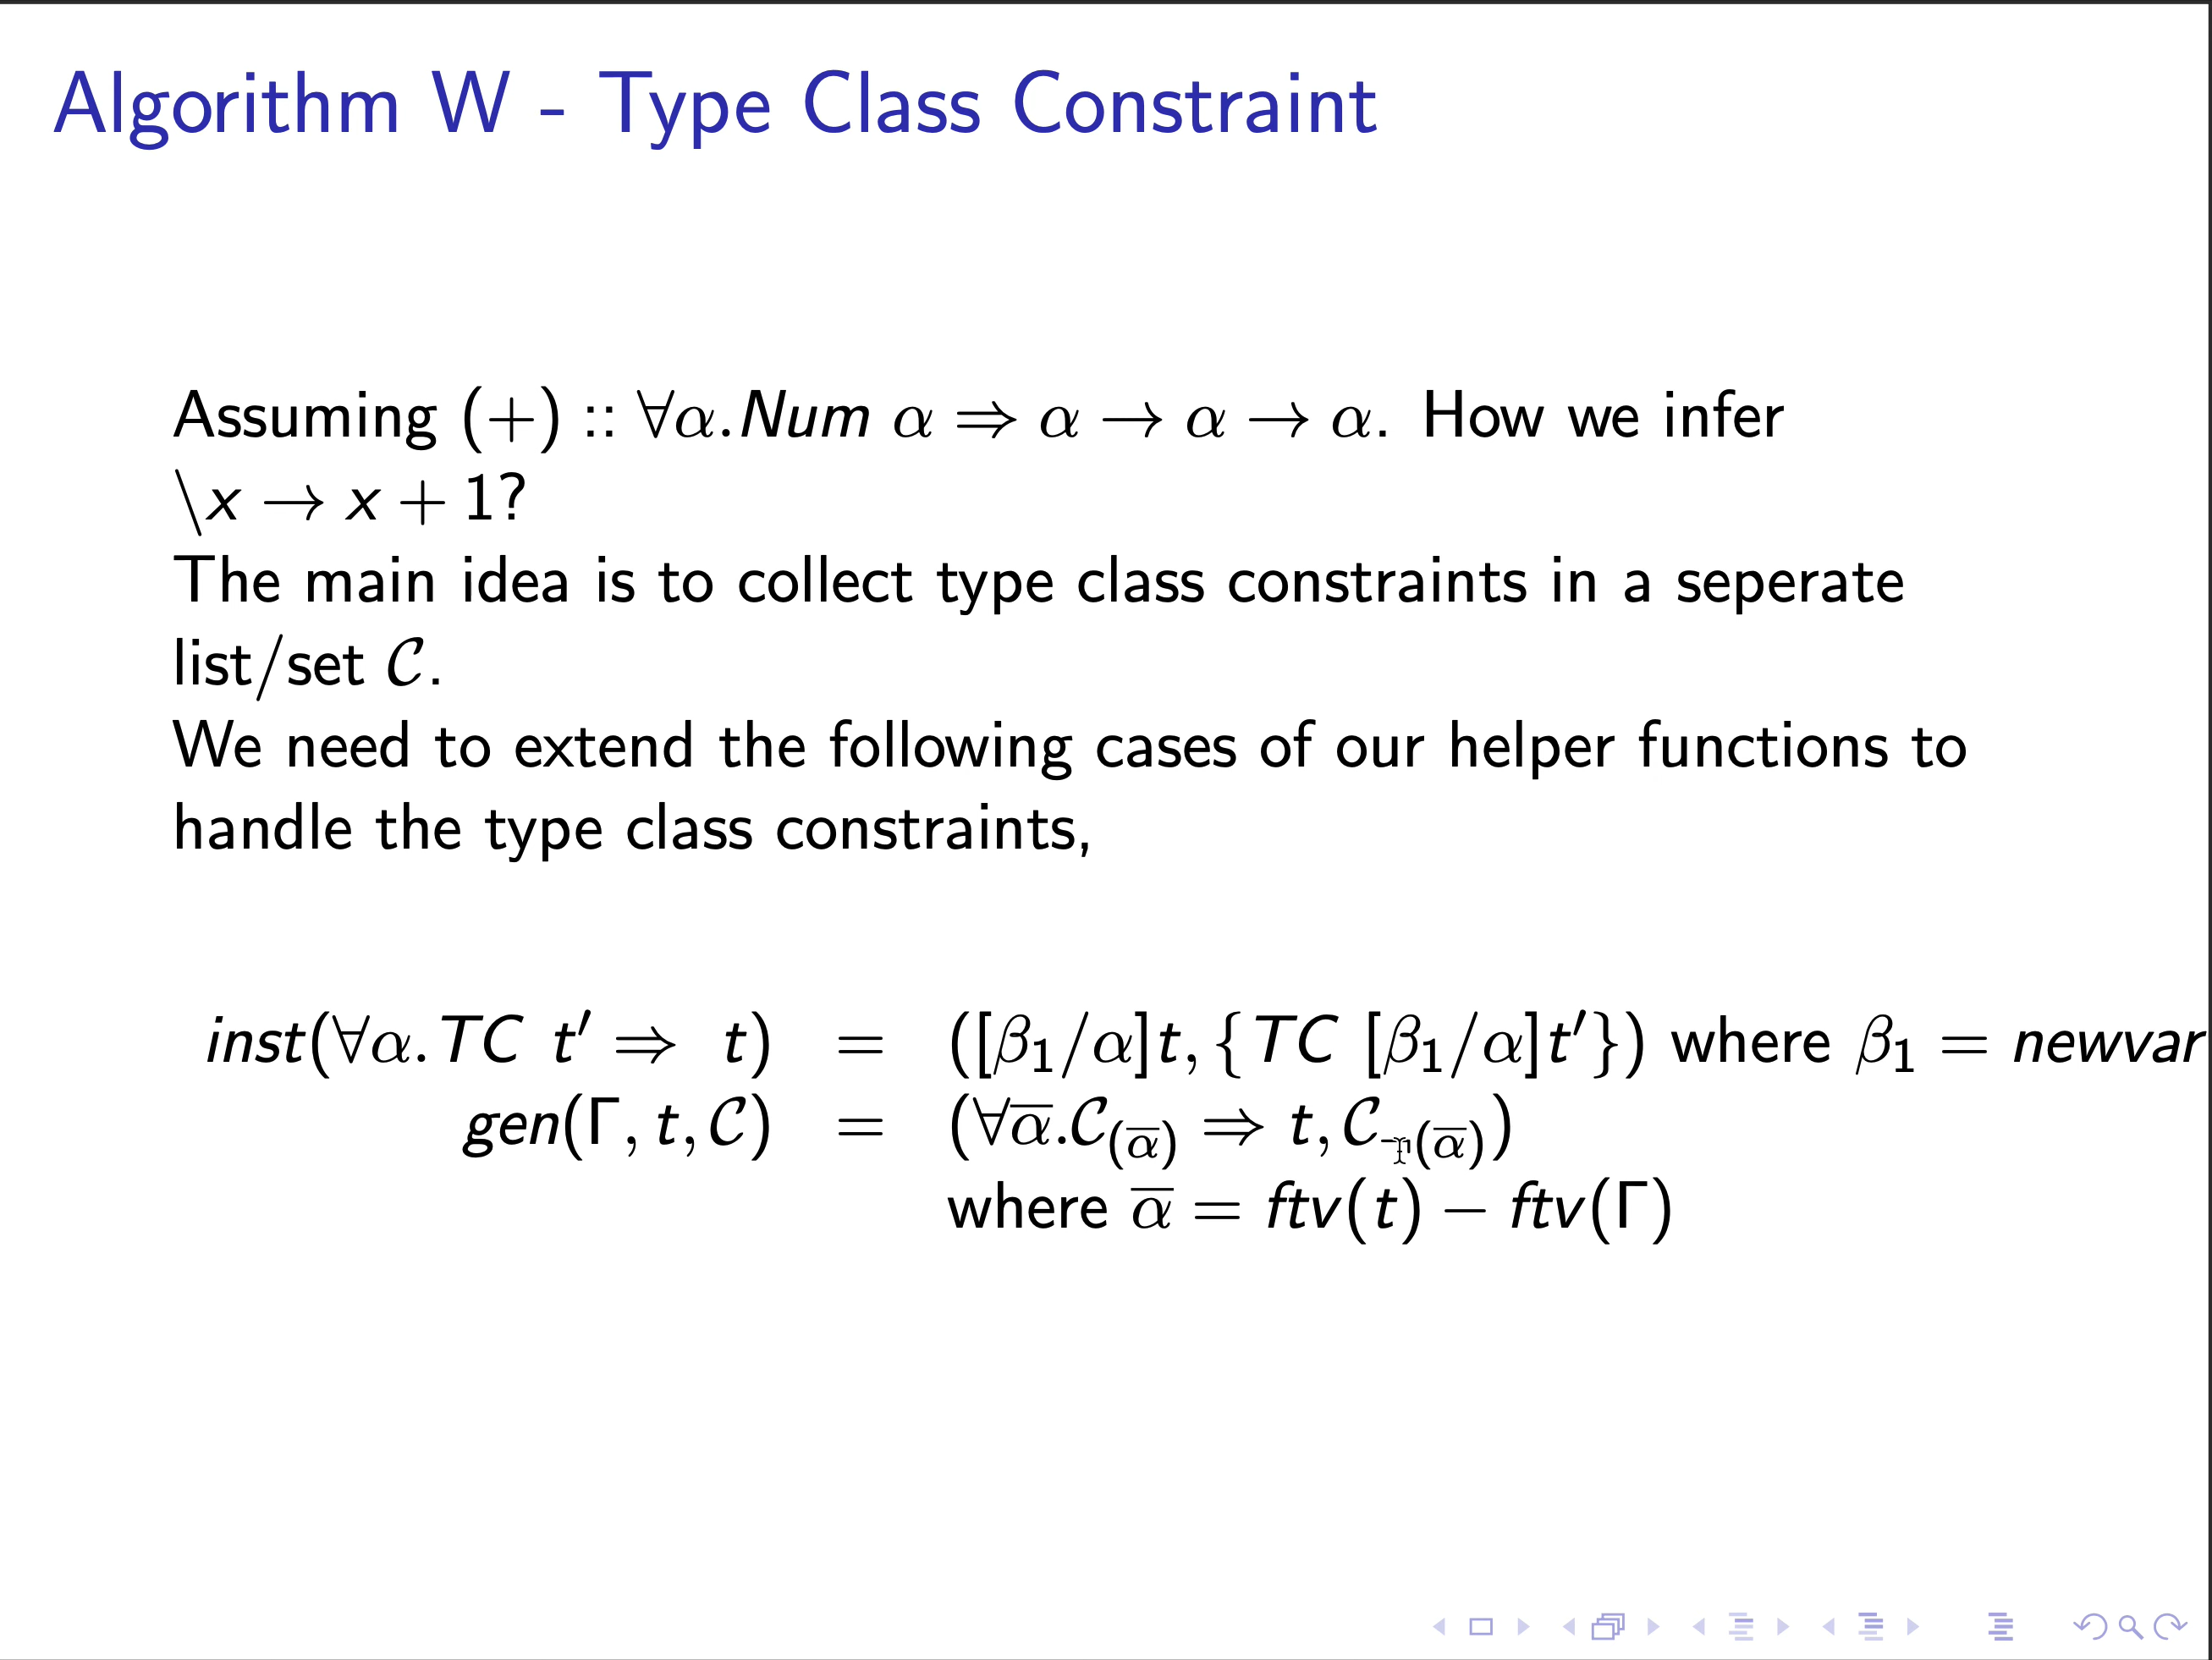 Algorithm W - Type Class Constraint
Assuming (+) :: ∀α.Num α ⇒ α → α → α. How we infer
\x → x + 1?
The main idea is to collect type class constraints in a seperate
list/set 𝒞.
We need to extend the following cases of our helper functions to
handle the type class constraints,
inst(∀α.TC t′ ⇒ t) = ([β₁/α]t, {TC [β₁/α]t′}) where β₁ = newvar
gen(Γ, t, 𝒞) = (∀α̅.𝒞_(α̅) ⇒ t, 𝒞_¬(α̅))
where α̅ = ftv(t) − ftv(Γ)